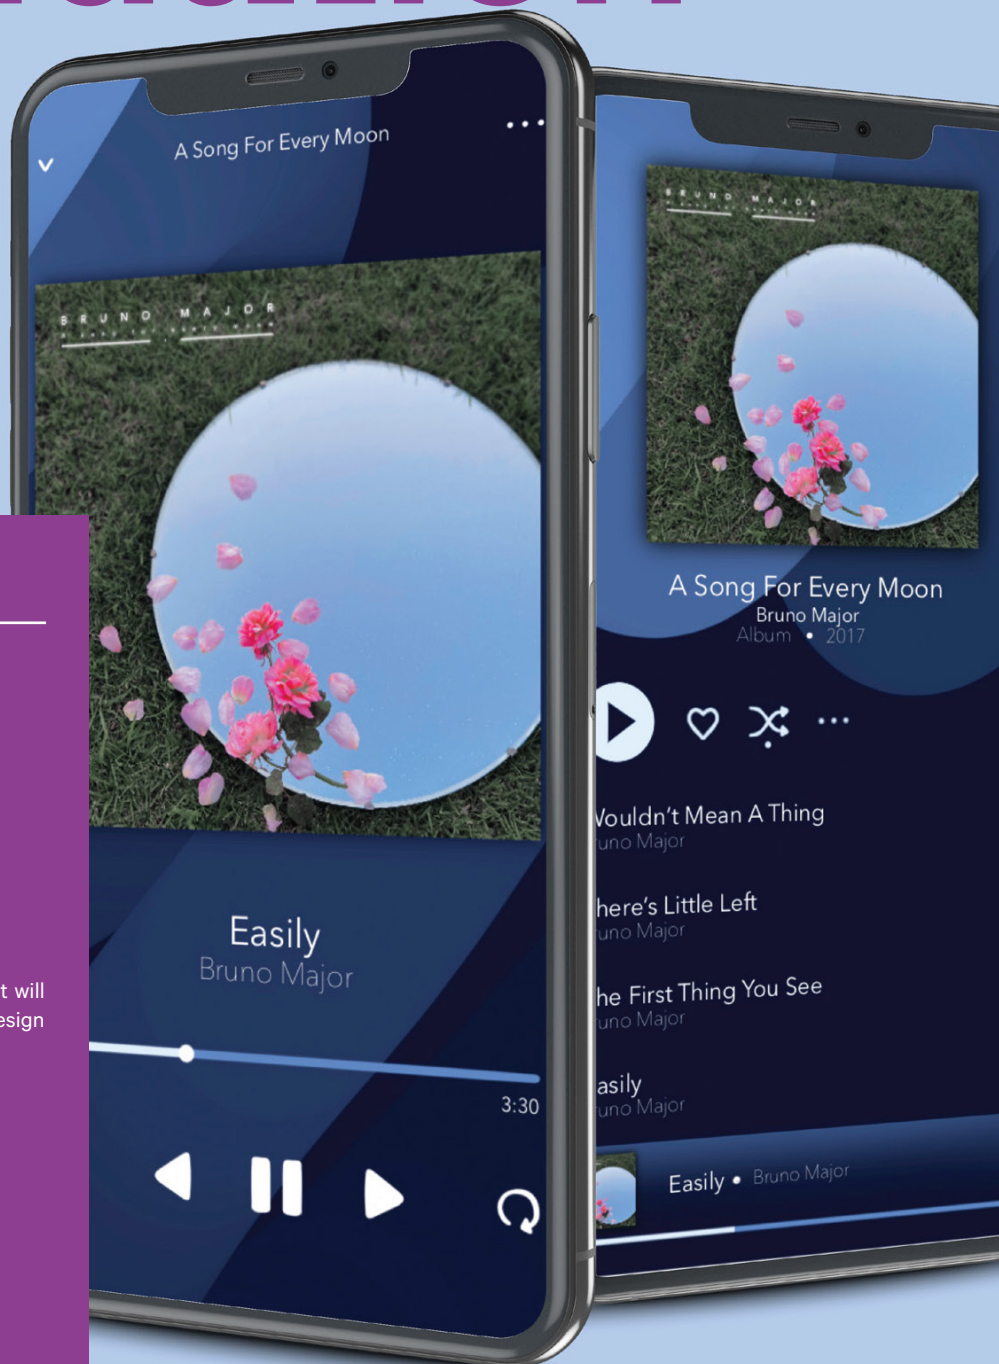 A Song For Every Moon
BRUNO MAJOR
Easily
Bruno Major
3:30
t will
esign
BRUNO MAJOR
A Song For Every Moon
Bruno Major
Album • 2017
Wouldn't Mean A Thing
uno Major
here's Little Left
uno Major
he First Thing You See
uno Major
asily
uno Major
Easily • Bruno Major